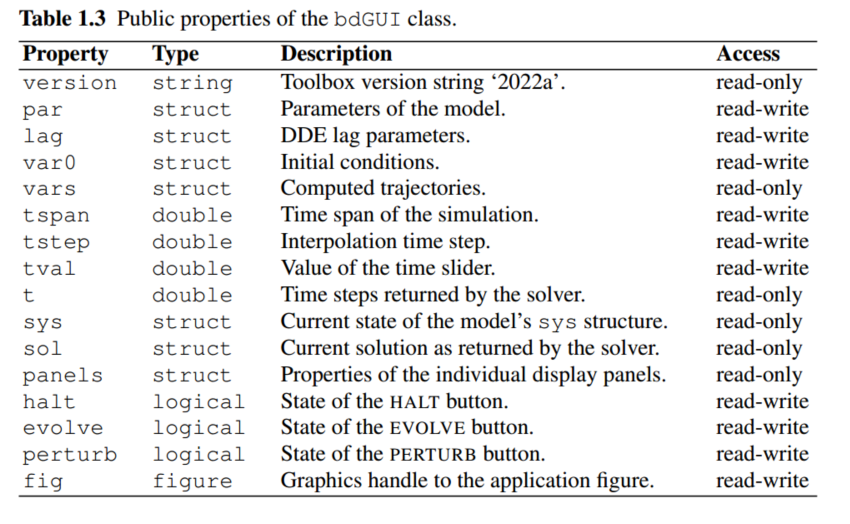 Table 1.3 Public properties of the bdGUI class.
Property Type Description Access
version string Toolbox version string ‘2022a’. read-only
par struct Parameters of the model. read-write
lag struct DDE lag parameters. read-write
var0 struct Initial conditions. read-write
vars struct Computed trajectories. read-only
tspan double Time span of the simulation. read-write
tstep double Interpolation time step. read-write
tval double Value of the time slider. read-write
t double Time steps returned by the solver. read-only
sys struct Current state of the model’s sys structure. read-only
sol struct Current solution as returned by the solver. read-only
panels struct Properties of the individual display panels. read-only
halt logical State of the HALT button. read-write
evolve logical State of the EVOLVE button. read-write
perturb logical State of the PERTURB button. read-write
fig figure Graphics handle to the application figure. read-write